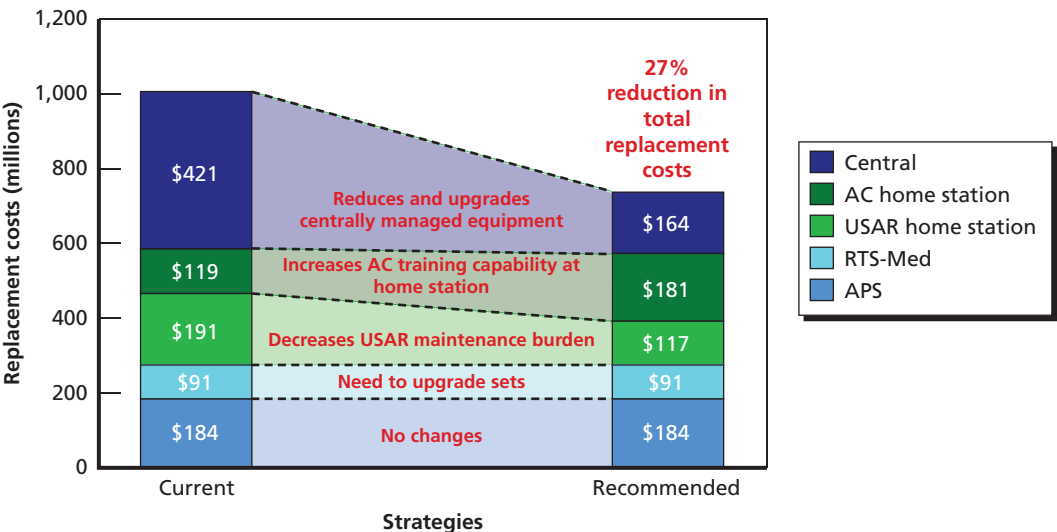 1,200
1,000
800
600
400
200
0
Replacement costs (millions)
$421
$119
$191
$91
$184
Reduces and upgrades
centrally managed equipment
Increases AC training capability at
home station
Decreases USAR maintenance burden
Need to upgrade sets
No changes
27%
reduction in
total
replacement
costs
$164
$181
$117
$91
$184
Current
Recommended
Strategies
Central
AC home station
USAR home station
RTS-Med
APS